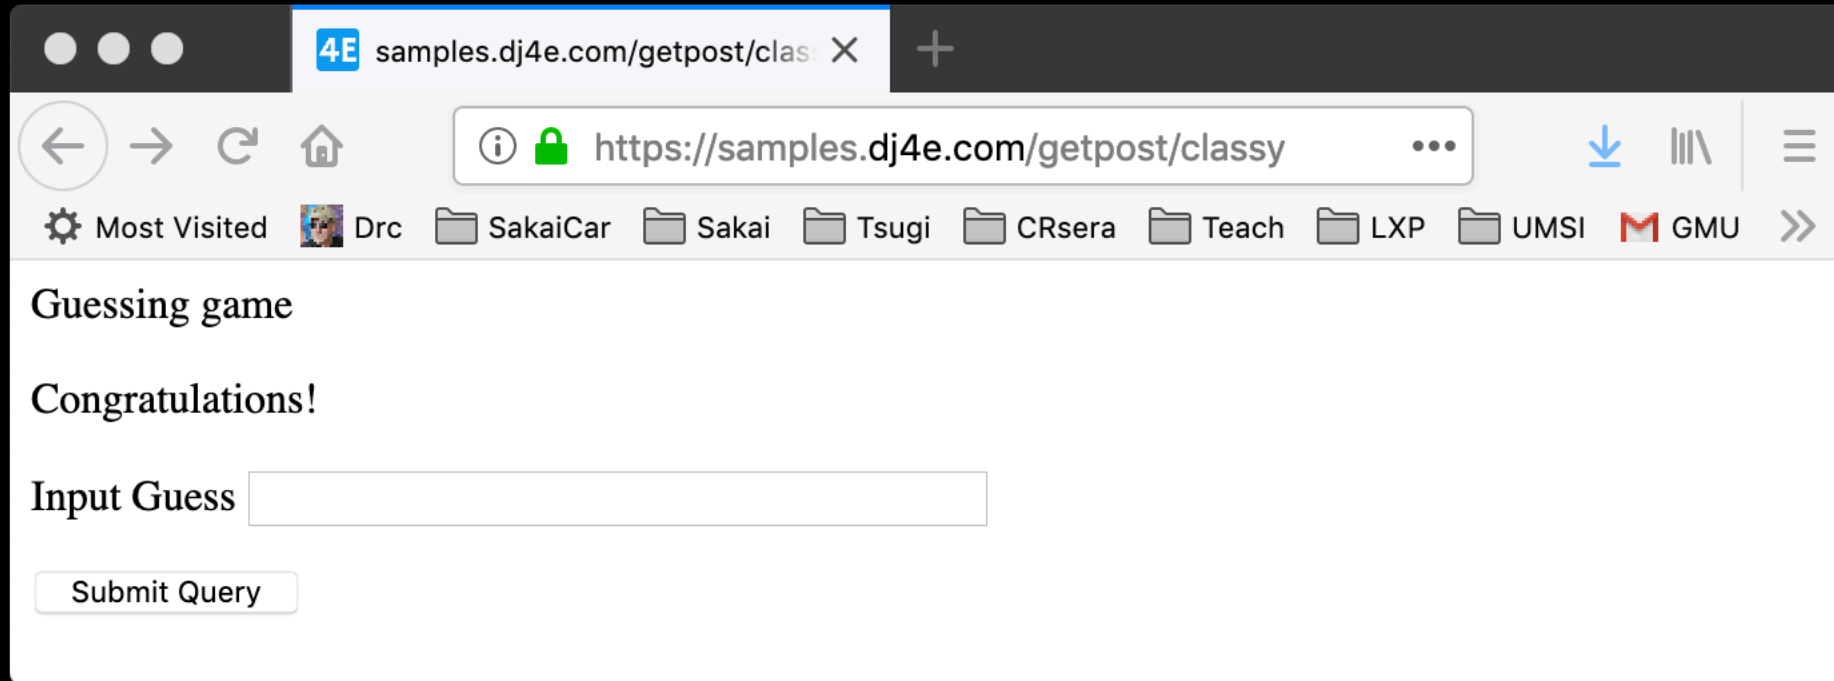 4E samples.dj4e.com/getpost/clas
https://samples.dj4e.com/getpost/classy
Most Visited Drc SakaiCar Sakai Tsugi CRsera Teach LXP UMSI GMU
Guessing game
Congratulations!
Input Guess
Submit Query